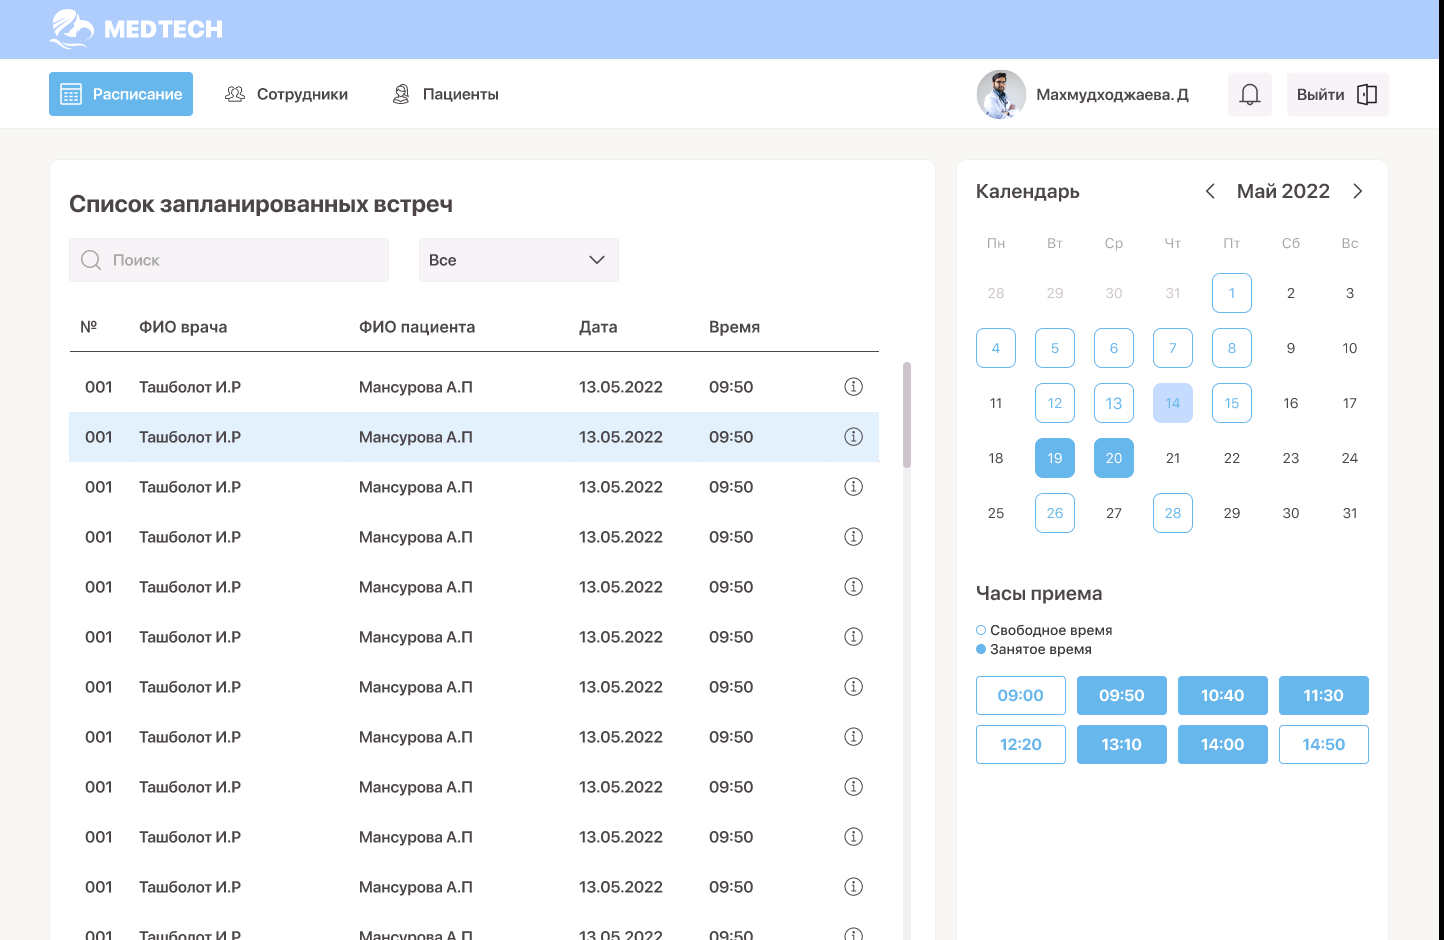 MEDTECH
Расписание
Сотрудники
Пациенты
Махмудходжаева. Д
Выйти
Список запланированных встреч
Поиск
Все
№ ФИО врача ФИО пациента Дата Время
001 Ташболот И.Р Мансурова А.П 13.05.2022 09:50
001 Ташболот И.Р Мансурова А.П 13.05.2022 09:50
001 Ташболот И.Р Мансурова А.П 13.05.2022 09:50
001 Ташболот И.Р Мансурова А.П 13.05.2022 09:50
001 Ташболот И.Р Мансурова А.П 13.05.2022 09:50
001 Ташболот И.Р Мансурова А.П 13.05.2022 09:50
001 Ташболот И.Р Мансурова А.П 13.05.2022 09:50
001 Ташболот И.Р Мансурова А.П 13.05.2022 09:50
001 Ташболот И.Р Мансурова А.П 13.05.2022 09:50
001 Ташболот И.Р Мансурова А.П 13.05.2022 09:50
001 Ташболот И.Р Мансурова А.П 13.05.2022 09:50
001 Ташболот И.Р Мансурова А.П 13.05.2022 09:50
Календарь
Май 2022
Пн Вт Ср Чт Пт Сб Вс
28 29 30 31 1 2 3
4 5 6 7 8 9 10
11 12 13 14 15 16 17
18 19 20 21 22 23 24
25 26 27 28 29 30 31
Часы приема
Свободное время
Занятое время
09:00 09:50 10:40 11:30
12:20 13:10 14:00 14:50